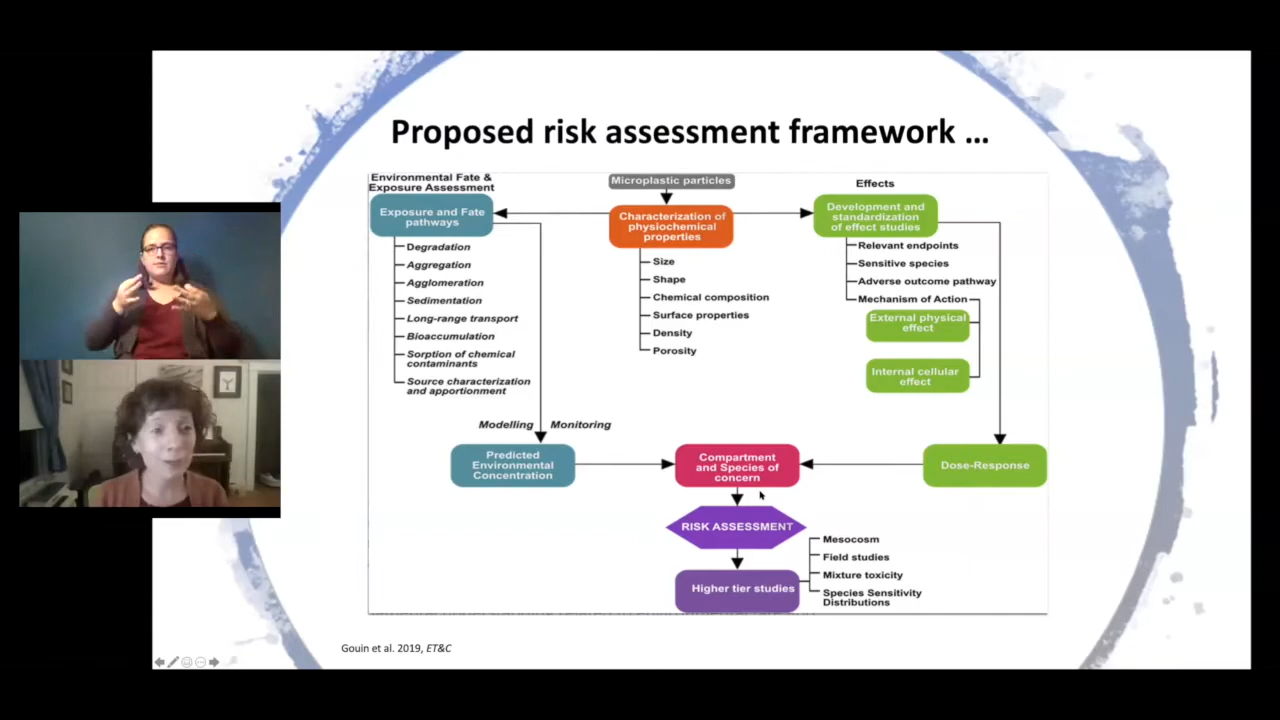 Proposed risk assessment framework ...
Environmental Fate &
Exposure Assessment
Microplastic particles
Effects
Exposure and Fate
pathways
Characterization of
physiochemical
properties
Development and
standardization
of effect studies
Degradation
Aggregation
Agglomeration
Sedimentation
Long-range transport
Bioaccumulation
Sorption of chemical
contaminants
Source characterization
and apportionment
Size
Shape
Chemical composition
Surface properties
Density
Porosity
Relevant endpoints
Sensitive species
Adverse outcome pathway
Mechanism of Action
External physical
effect
Internal cellular
effect
Modelling
Monitoring
Predicted
Environmental
Concentration
Compartment
and Species of
concern
Dose-Response
RISK ASSESSMENT
Higher tier studies
Mesocosm
Field studies
Mixture toxicity
Species Sensitivity
Distributions
Gouin et al. 2019, ET&C